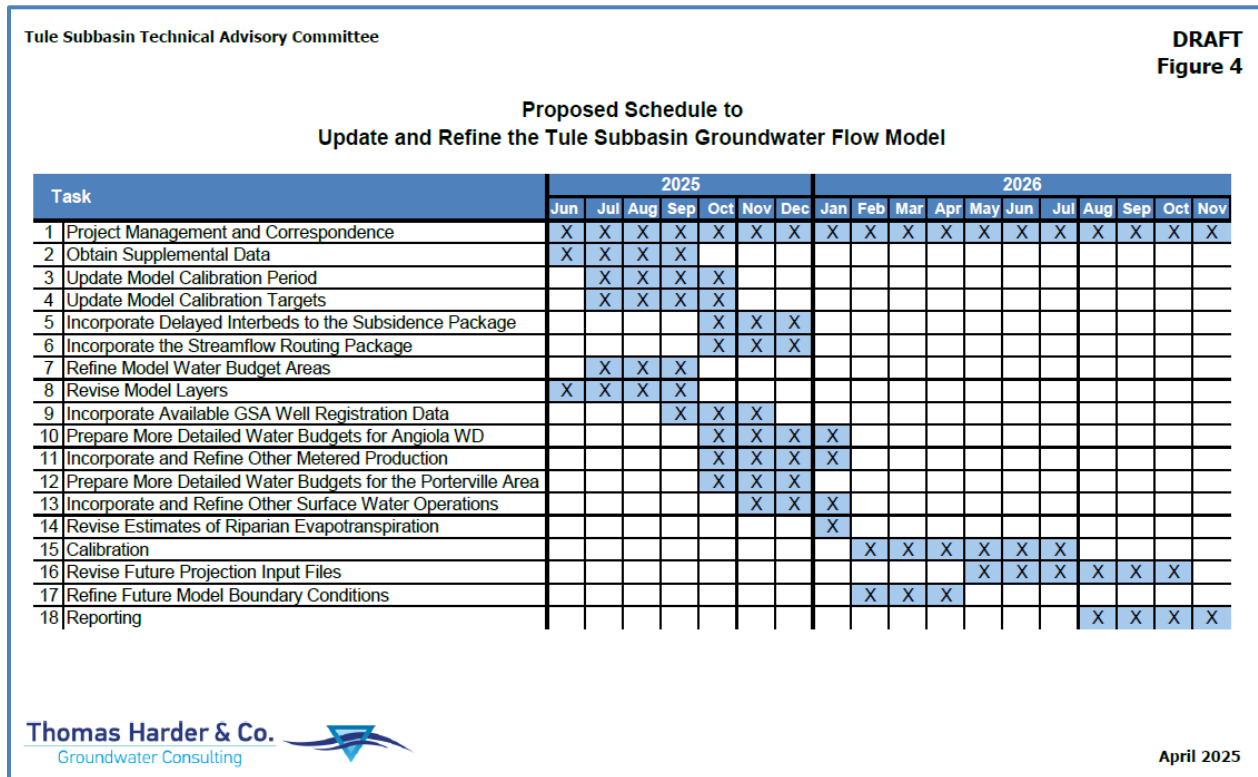 Tule Subbasin Technical Advisory Committee
DRAFT
Figure 4
Proposed Schedule to
Update and Refine the Tule Subbasin Groundwater Flow Model
Task 2025 2026
Jun Jul Aug Sep Oct Nov Dec Jan Feb Mar Apr May Jun Jul Aug Sep Oct Nov
1 Project Management and Correspondence X X X X X X X X X X X X X X X X X X
2 Obtain Supplemental Data X X X X
3 Update Model Calibration Period X X X X
4 Update Model Calibration Targets X X X X
5 Incorporate Delayed Interbeds to the Subsidence Package X X X
6 Incorporate the Streamflow Routing Package X X X
7 Refine Model Water Budget Areas X X X
8 Revise Model Layers X X X X
9 Incorporate Available GSA Well Registration Data X X X
10 Prepare More Detailed Water Budgets for Angiola WD X X X X
11 Incorporate and Refine Other Metered Production X X X X
12 Prepare More Detailed Water Budgets for the Porterville Area X X X
13 Incorporate and Refine Other Surface Water Operations X X X
14 Revise Estimates of Riparian Evapotranspiration X
15 Calibration X X X X X X
16 Revise Future Projection Input Files X X X X X X
17 Refine Future Model Boundary Conditions X X X
18 Reporting X X X X
Thomas Harder & Co.
Groundwater Consulting
April 2025